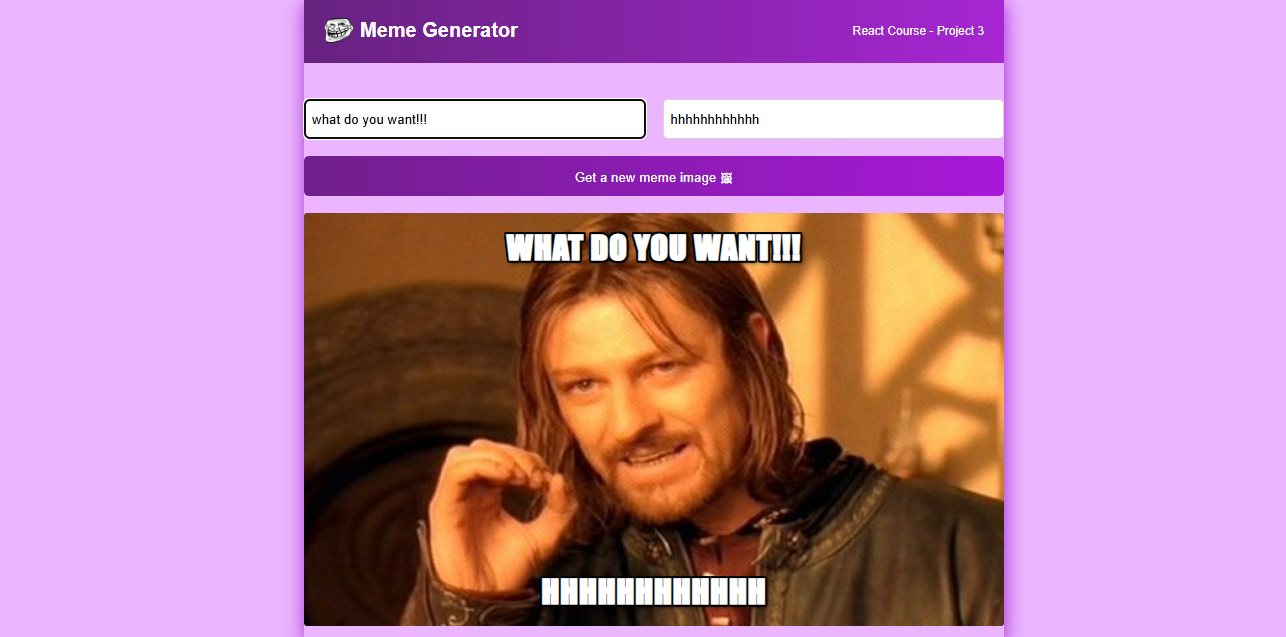 Meme Generator
React Course - Project 3
what do you want!!!
hhhhhhhhhhhh
Get a new meme image 🖼
WHAT DO YOU WANT!!!
HHHHHHHHHHHH